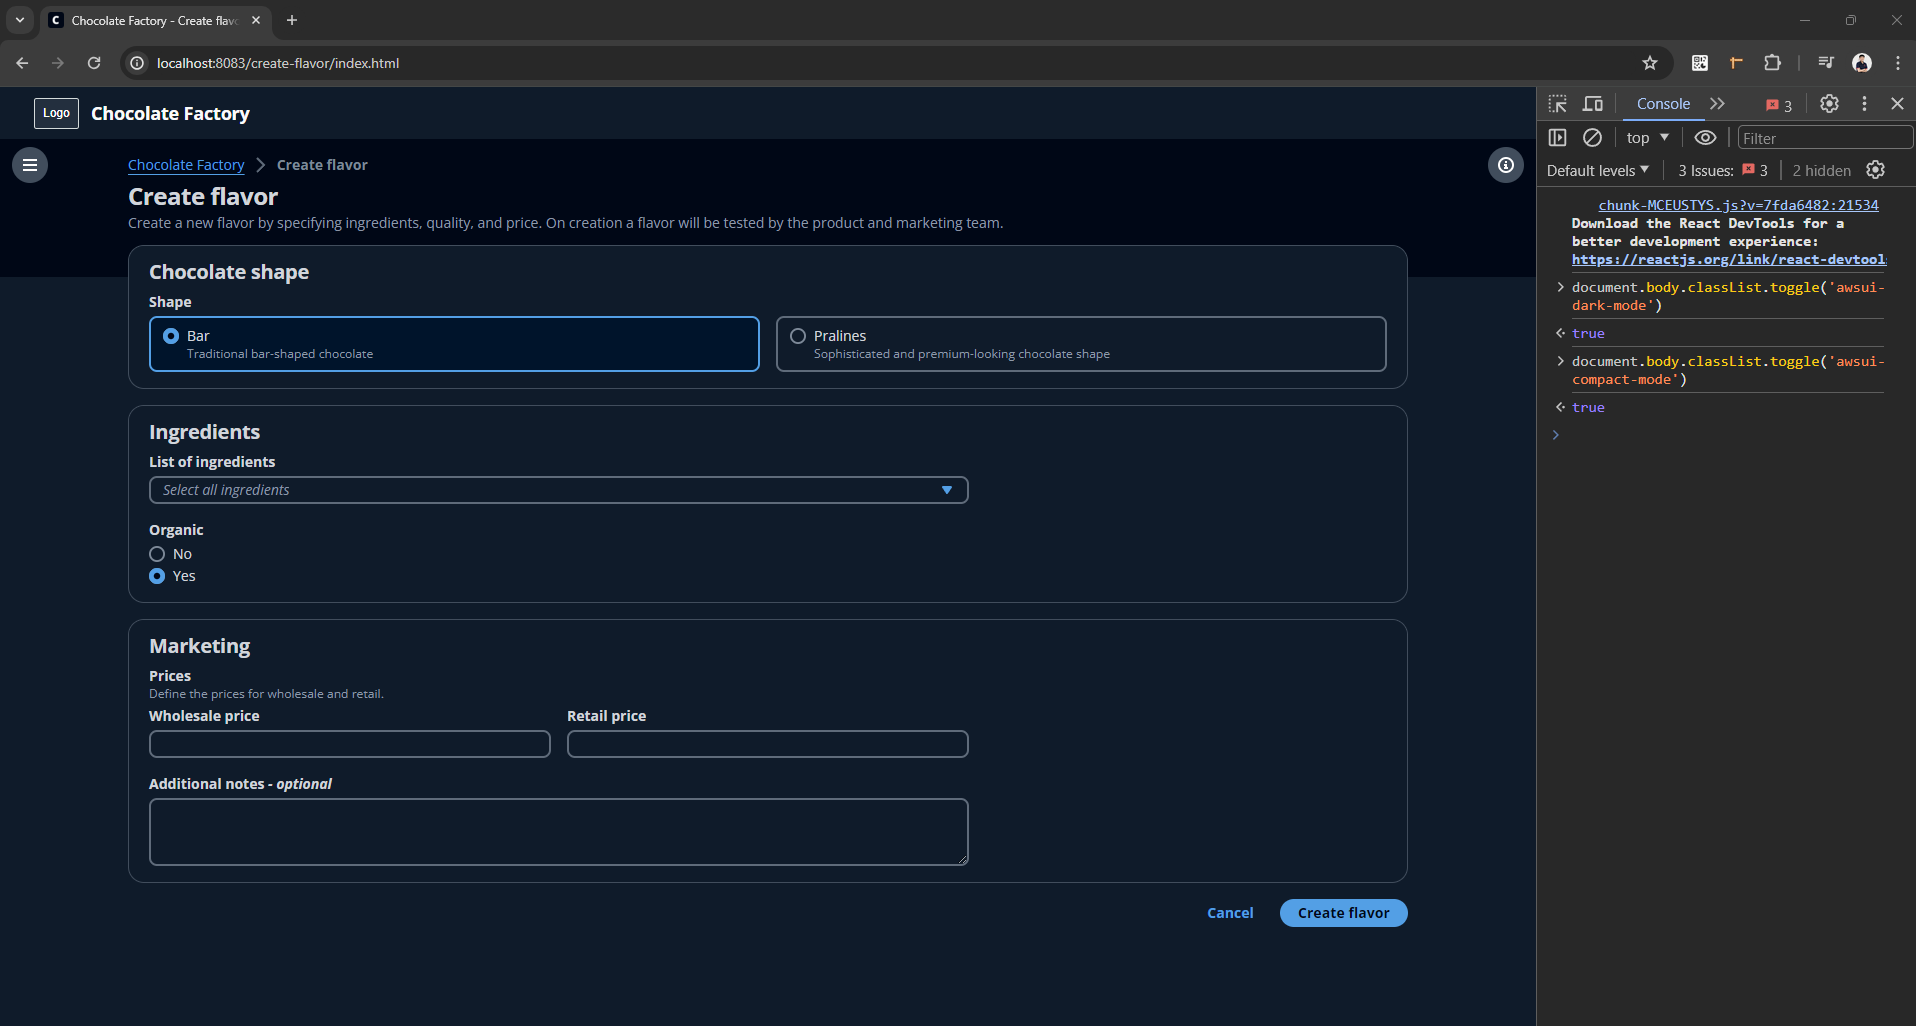 Chocolate Factory - Create flav
localhost:8083/create-flavor/index.html
Logo
Chocolate Factory
Chocolate Factory
Create flavor
Create flavor
Create a new flavor by specifying ingredients, quality, and price. On creation a flavor will be tested by the product and marketing team.
Chocolate shape
Shape
Bar
Traditional bar-shaped chocolate
Pralines
Sophisticated and premium-looking chocolate shape
Ingredients
List of ingredients
Select all ingredients
Organic
No
Yes
Marketing
Prices
Define the prices for wholesale and retail.
Wholesale price
Retail price
Additional notes - optional
Cancel
Create flavor
Console
3
top
Filter
Default levels
3 Issues:
3
2 hidden
chunk-MCEUSTYS.js?v=7fda6482:21534
Download the React DevTools for a
better development experience:
https://reactjs.org/link/react-devtool
document.body.classList.toggle('awsui-
dark-mode')
true
document.body.classList.toggle('awsui-
compact-mode')
true